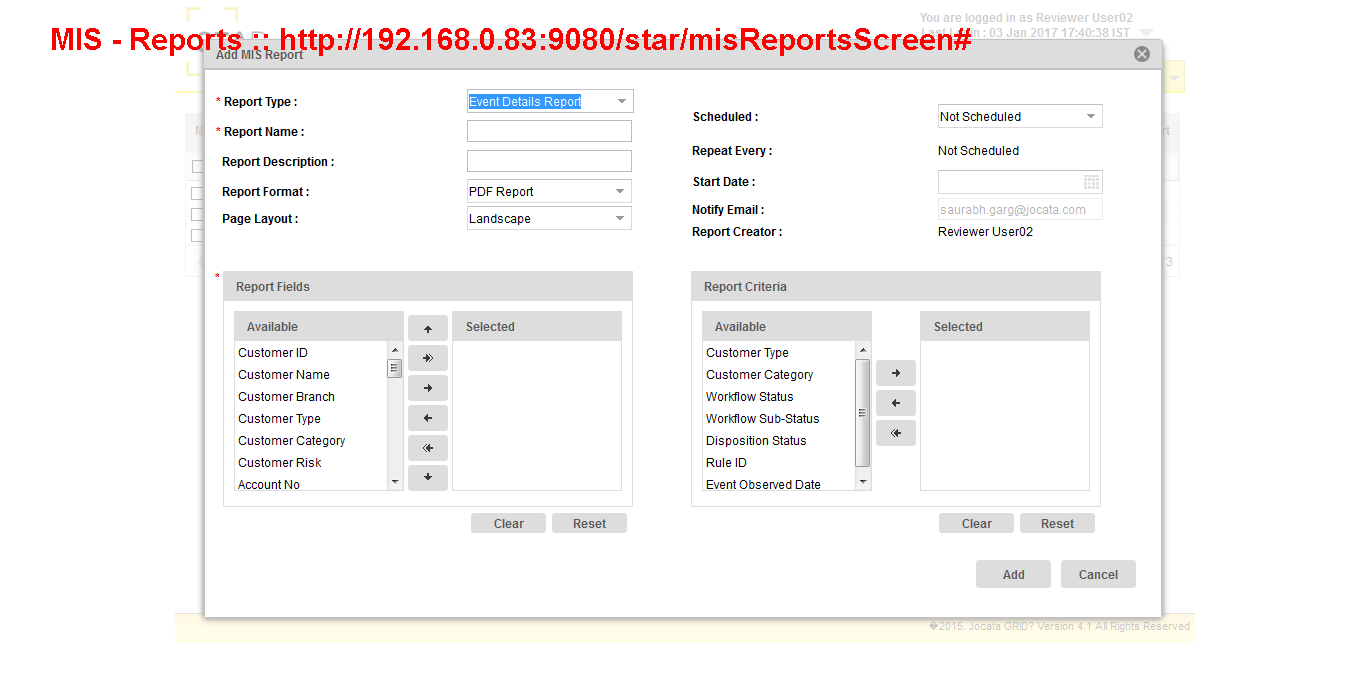 You are logged in as Reviewer User02
Last Login : 03 Jan 2017 17:40:38 IST
MIS - Reports :: http://192.168.0.83:9080/star/misReportsScreen#
Add MIS Report
* Report Type :
Event Details Report
* Report Name :
Report Description :
Report Format :
PDF Report
Page Layout :
Landscape
Scheduled :
Not Scheduled
Repeat Every :
Not Scheduled
Start Date :
Notify Email :
saurabh.garg@jocata.com
Report Creator :
Reviewer User02
*
Report Fields
Available
Selected
Customer ID
Customer Name
Customer Branch
Customer Type
Customer Category
Customer Risk
Account No
Clear
Reset
Report Criteria
Available
Selected
Customer Type
Customer Category
Workflow Status
Workflow Sub-Status
Disposition Status
Rule ID
Event Observed Date
Clear
Reset
Add
Cancel
3
�2015. Jocata GRID? Version 4.1 All Rights Reserved